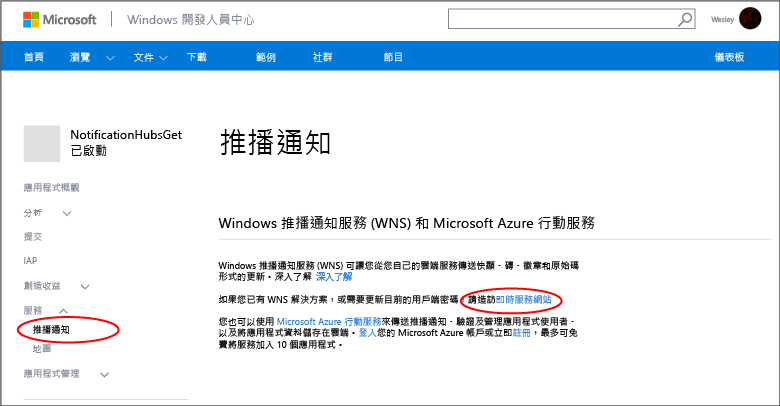 Microsoft Windows 開發人員中心 Wesley
首頁 瀏覽 文件 下載 範例 社群 節目 儀表板
NotificationHubsGet
已啟動
應用程式概觀
分析
提交
IAP
創造收益
服務
推播通知
地圖
應用程式管理
推播通知
Windows 推播通知服務 (WNS) 和 Microsoft Azure 行動服務
Windows 推播通知服務 (WNS) 可讓您從您自己的雲端服務傳送快顯、磚、徽章和原始碼
形式的更新。深入了解 深入了解
如果您已有 WNS 解決方案，或需要更新目前的用戶端密碼，請造訪即時服務網站
您也可以使用 Microsoft Azure 行動服務來傳送推播通知、驗證及管理應用程式使用者、
以及將應用程式資料儲存在雲端。登入您的 Microsoft Azure 帳戶或立即註冊，最多可免
費將服務加入 10 個應用程式。